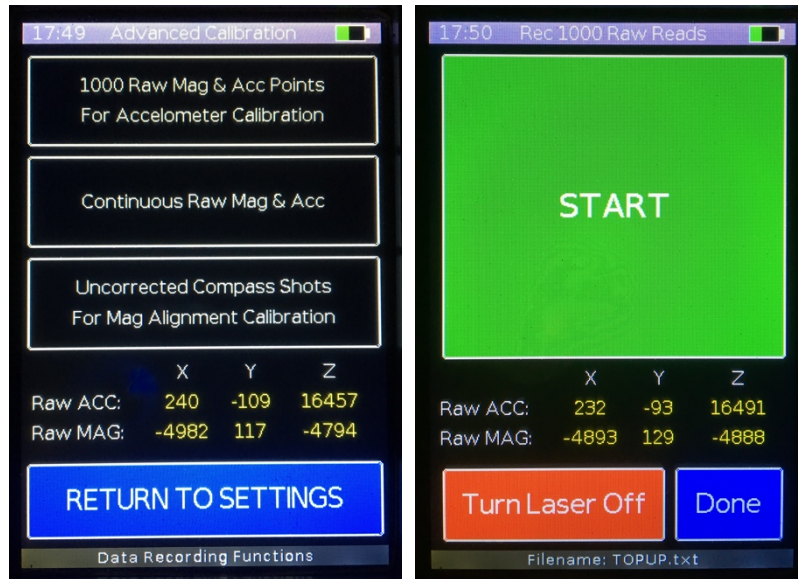 17:49 Advanced Calibration
1000 Raw Mag & Acc Points
For Accelometer Calibration
Continuous Raw Mag & Acc
Uncorrected Compass Shots
For Mag Alignment Calibration
X Y Z
Raw ACC: 240 -109 16457
Raw MAG: -4982 117 -4794
RETURN TO SETTINGS
Data Recording Functions
17:50 Rec 1000 Raw Reads
START
X Y Z
Raw ACC: 232 -93 16491
Raw MAG: -4893 129 -4888
Turn Laser Off
Done
Filename: TOPUP.txt